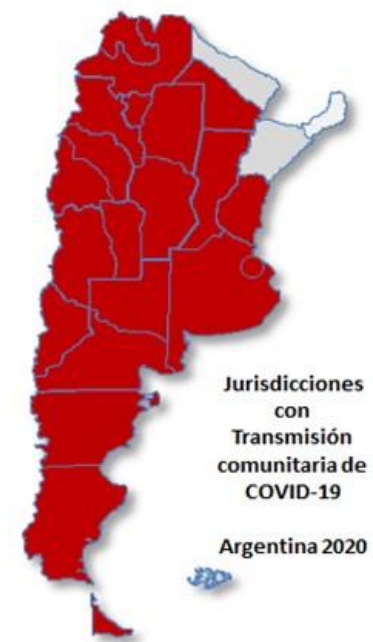 Jurisdicciones
con
Transmisión
comunitaria de
COVID-19
Argentina 2020